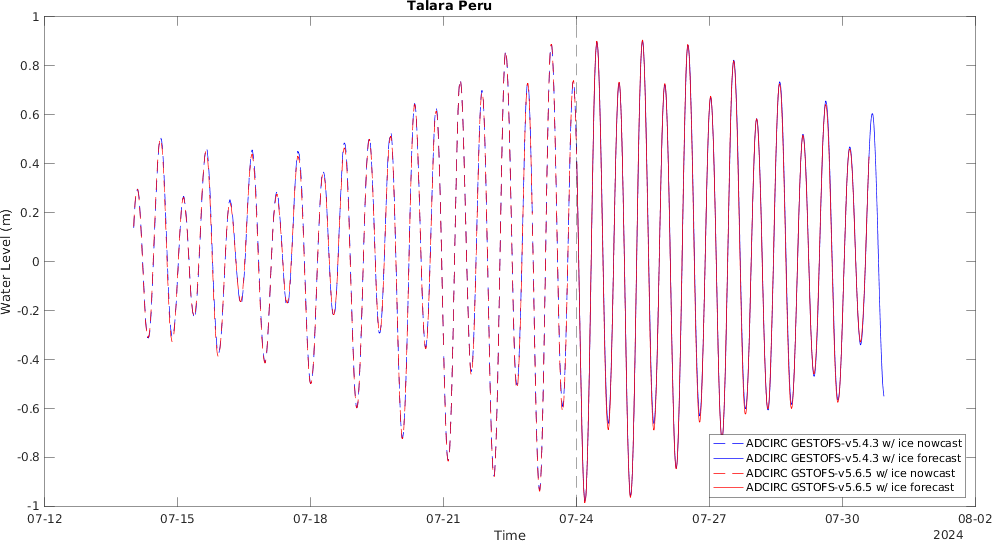 Talara Peru
1
0.8
0.6
0.4
0.2
0
-0.2
-0.4
-0.6
-0.8
-1
Water Level (m)
07-12
07-15
07-18
07-21
07-24
07-27
07-30
08-02
Time
2024
ADCIRC GESTOFS-v5.4.3 w/ ice nowcast
ADCIRC GESTOFS-v5.4.3 w/ ice forecast
ADCIRC GSTOFS-v5.6.5 w/ ice nowcast
ADCIRC GSTOFS-v5.6.5 w/ ice forecast